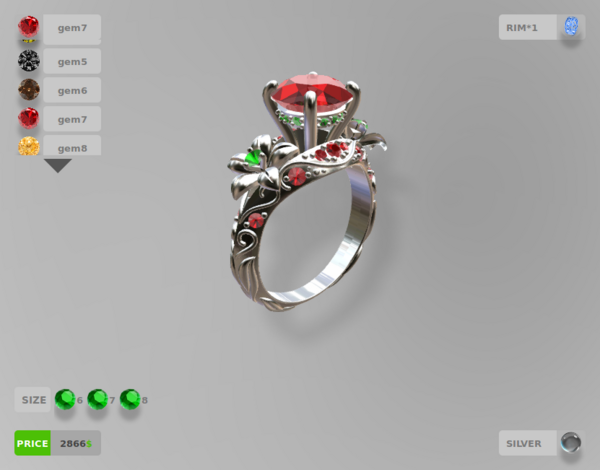 gem7
RIM*1
gem5
gem6
gem7
gem8
SIZE 6 7 8
PRICE 2866$
SILVER